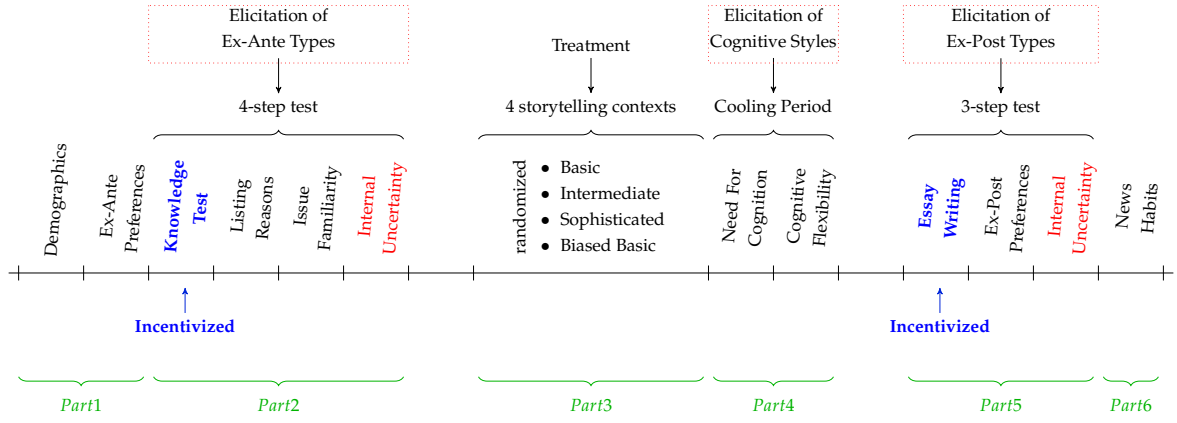 Elicitation of
Ex-Ante Types
Treatment
Elicitation of
Cognitive Styles
Elicitation of
Ex-Post Types
4-step test
4 storytelling contexts
Cooling Period
3-step test
Demographics
Ex-Ante
Preferences
Knowledge
Test
Listing
Reasons
Issue
Familiarity
Internal
Uncertainty
randomized
• Basic
• Intermediate
• Sophisticated
• Biased Basic
Need For
Cognition
Cognitive
Flexibility
Essay
Writing
Ex-Post
Preferences
Internal
Uncertainty
News
Habits
Incentivized
Incentivized
Part1
Part2
Part3
Part4
Part5
Part6